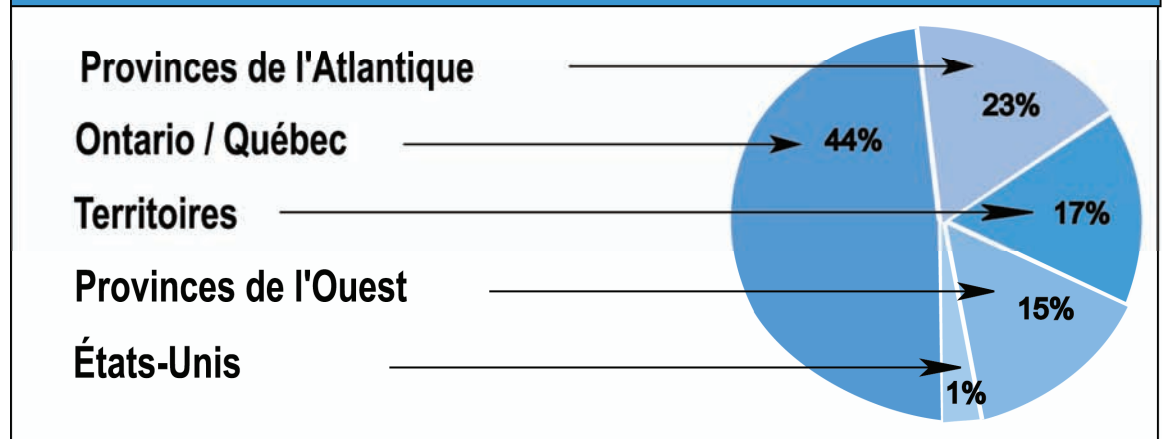 Provinces de l'Atlantique
23%
Ontario / Québec
44%
Territoires
17%
Provinces de l'Ouest
15%
États-Unis
1%